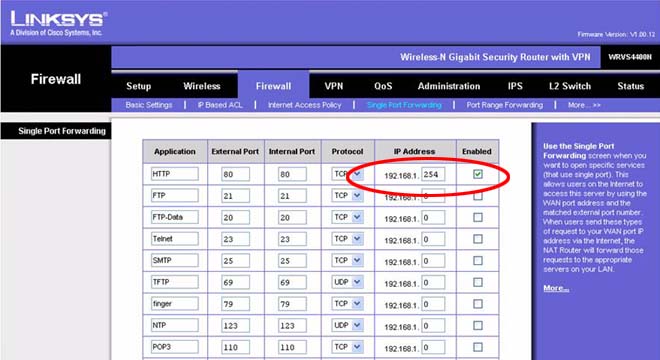 LINKSYS®
A Division of Cisco Systems, Inc.
Firmware Version: V1.00.12
Wireless-N Gigabit Security Router with VPN WRVS4400N
Firewall
Setup Wireless Firewall VPN QoS Administration IPS L2 Switch Status
Basic Settings | IP Based ACL | Internet Access Policy | Single Port Forwarding | Port Range Forwarding | More... >>
Single Port Forwarding
Application External Port Internal Port Protocol IP Address Enabled
HTTP 80 80 TCP 192.168.1. 254
FTP 21 21 TCP 192.168.1. 0
FTP-Data 20 20 TCP 192.168.1. 0
Telnet 23 23 TCP 192.168.1. 0
SMTP 25 25 TCP 192.168.1. 0
TFTP 69 69 UDP 192.168.1. 0
finger 79 79 TCP 192.168.1. 0
NTP 123 123 UDP 192.168.1. 0
POP3 110 110 TCP 192.168.1. 0
Use the Single Port
Forwarding screen when you
want to open specific services
(that use single port). This
allows users on the Internet to
access this server by using the
WAN port address and the
matched external port number.
When users send these types
of request to your WAN port IP
address via the Internet, the
NAT Router will forward those
requests to the appropriate
servers on your LAN.
More...